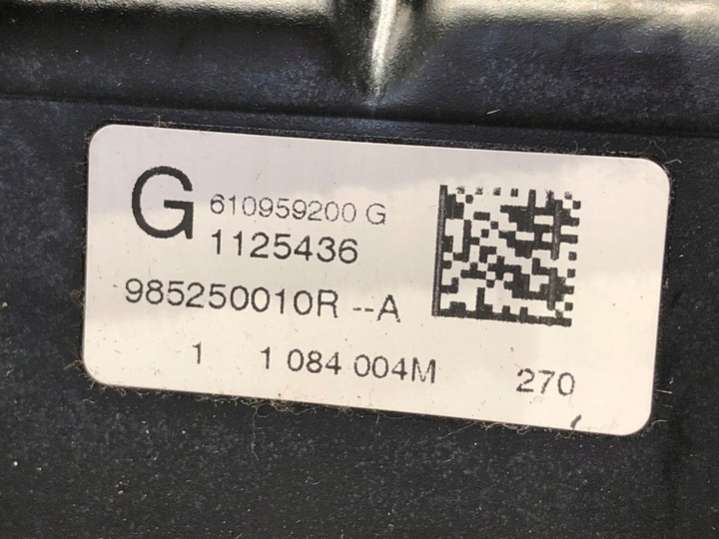 G 610959200 G
1125436
985250010R --A
1 1 084 004M 270